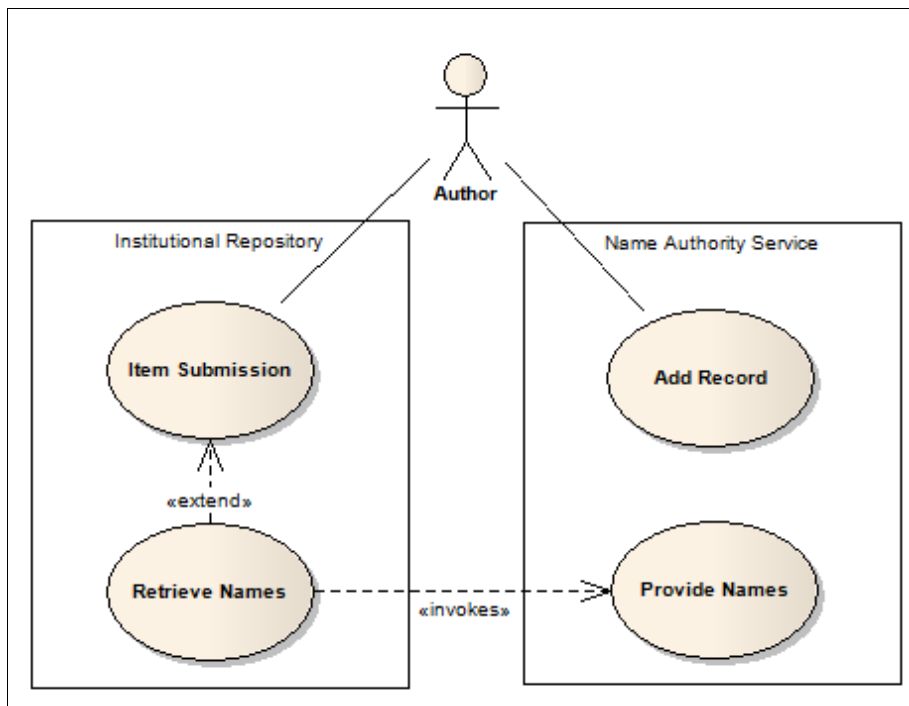 Author
Institutional Repository
Name Authority Service
Item Submission
Add Record
«extend»
Retrieve Names
Provide Names
«invokes»